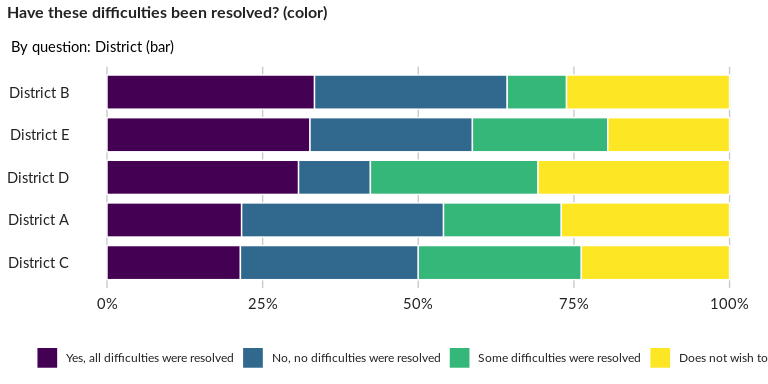 Have these difficulties been resolved? (color)
By question: District (bar)
District B
District E
District D
District A
District C
0% 25% 50% 75% 100%
Yes, all difficulties were resolved No, no difficulties were resolved Some difficulties were resolved Does not wish to